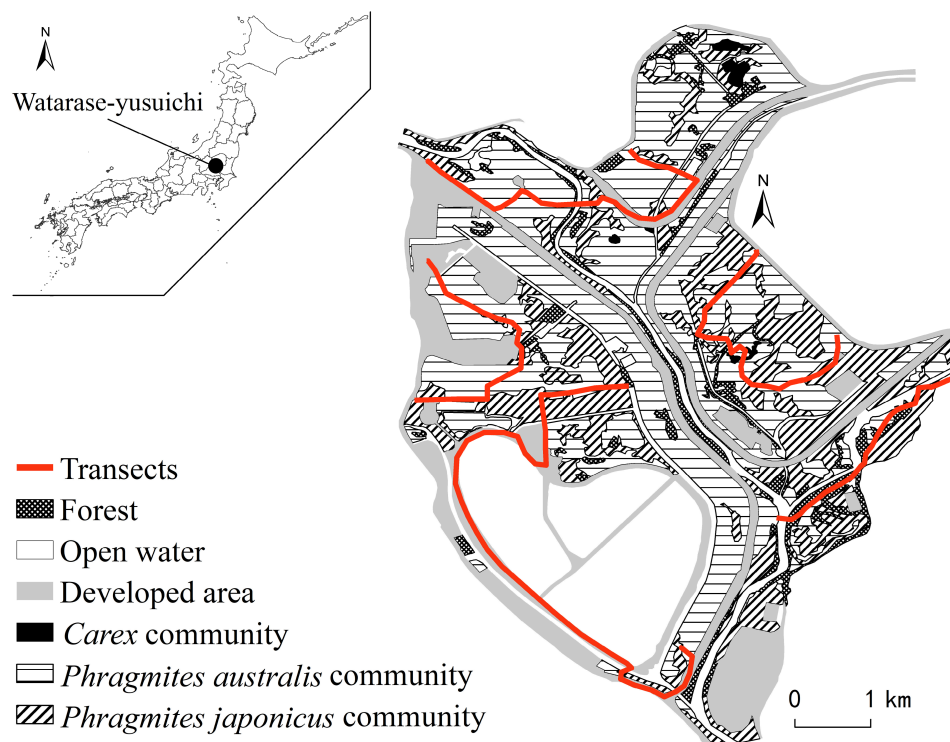 N
Watarase-yusuichi
N
Transects
Forest
Open water
Developed area
Carex community
Phragmites australis community
Phragmites japonicus community
0 1 km